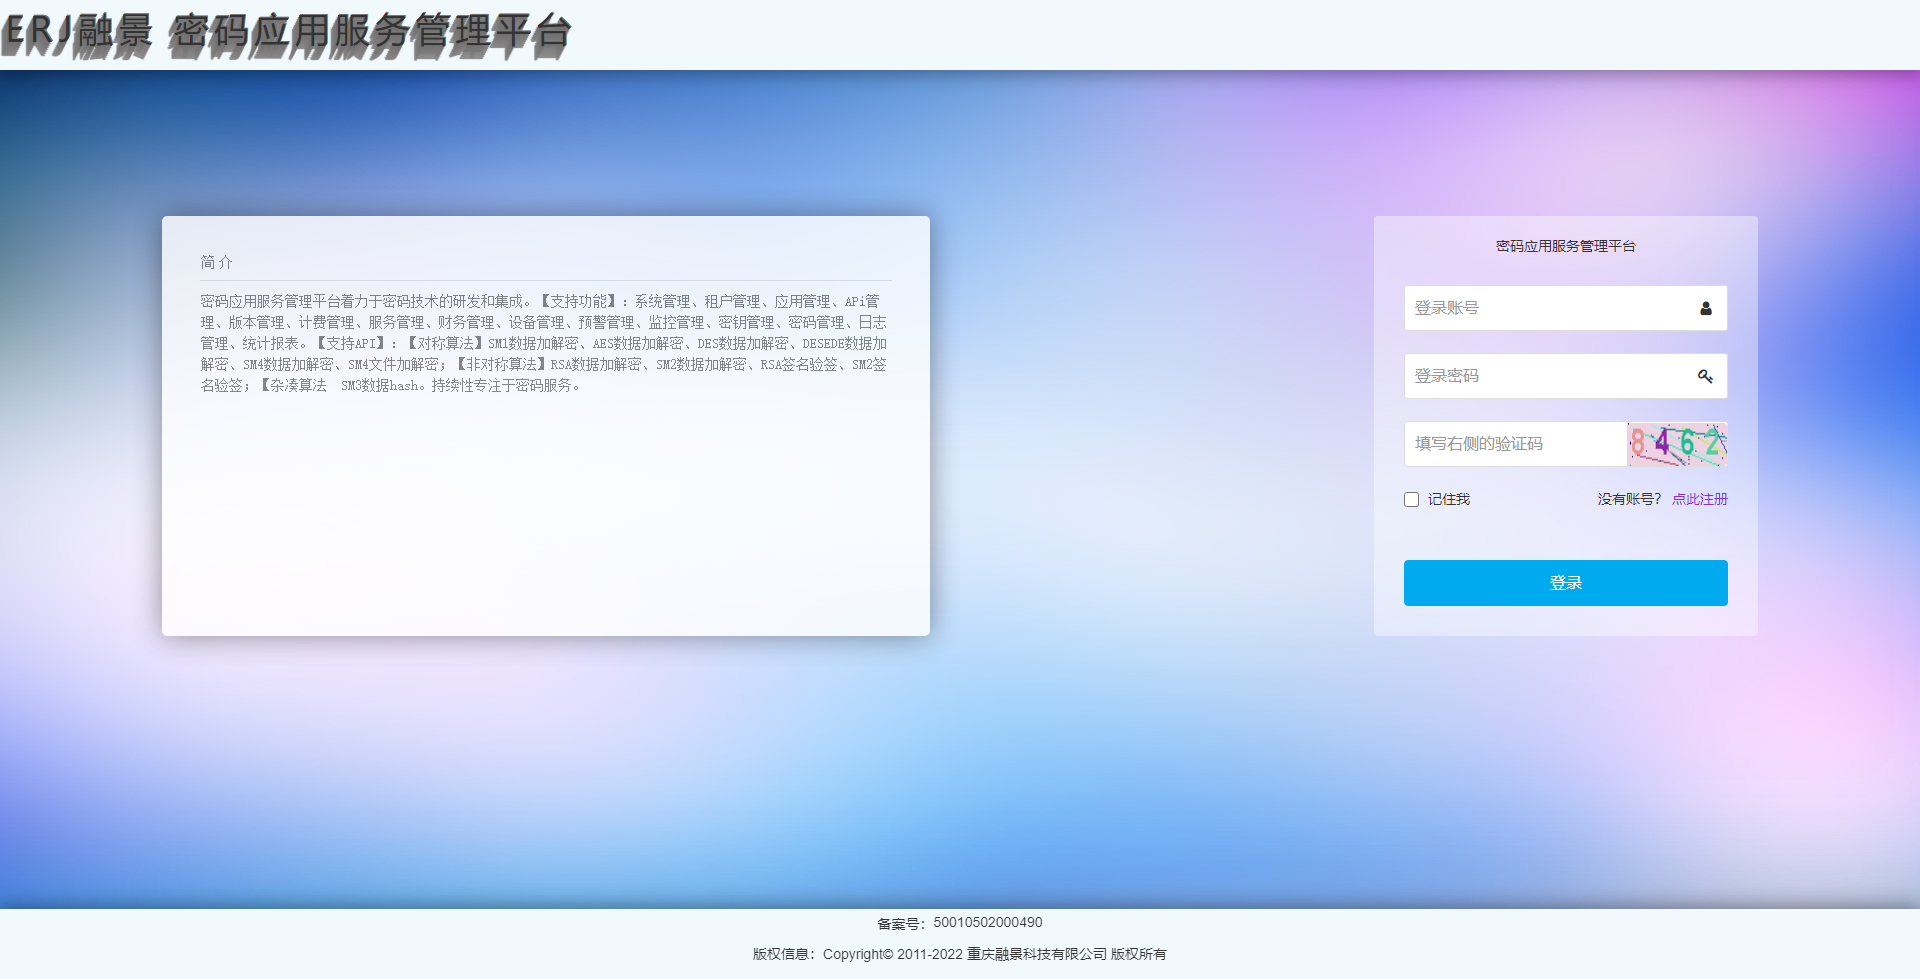 ERJ融景 密码应用服务管理平台
简 介
密码应用服务管理平台着力于密码技术的研发和集成。【支持功能】：系统管理、租户管理、应用管理、APi管
理、版本管理、计费管理、服务管理、财务管理、设备管理、预警管理、监控管理、密钥管理、密码管理、日志
管理、统计报表。【支持API】：【对称算法】SM1数据加解密、AES数据加解密、DES数据加解密、DESEDE数据加
解密、SM4数据加解密、SM4文件加解密；【非对称算法】RSA数据加解密、SM2数据加解密、RSA签名验签、SM2签
名验签；【杂凑算法　SM3数据hash。持续性专注于密码服务。
密码应用服务管理平台
登录账号
登录密码
填写右侧的验证码 8462
记住我 没有账号？ 点此注册
登录
备案号：50010502000490
版权信息：Copyright© 2011-2022 重庆融景科技有限公司 版权所有